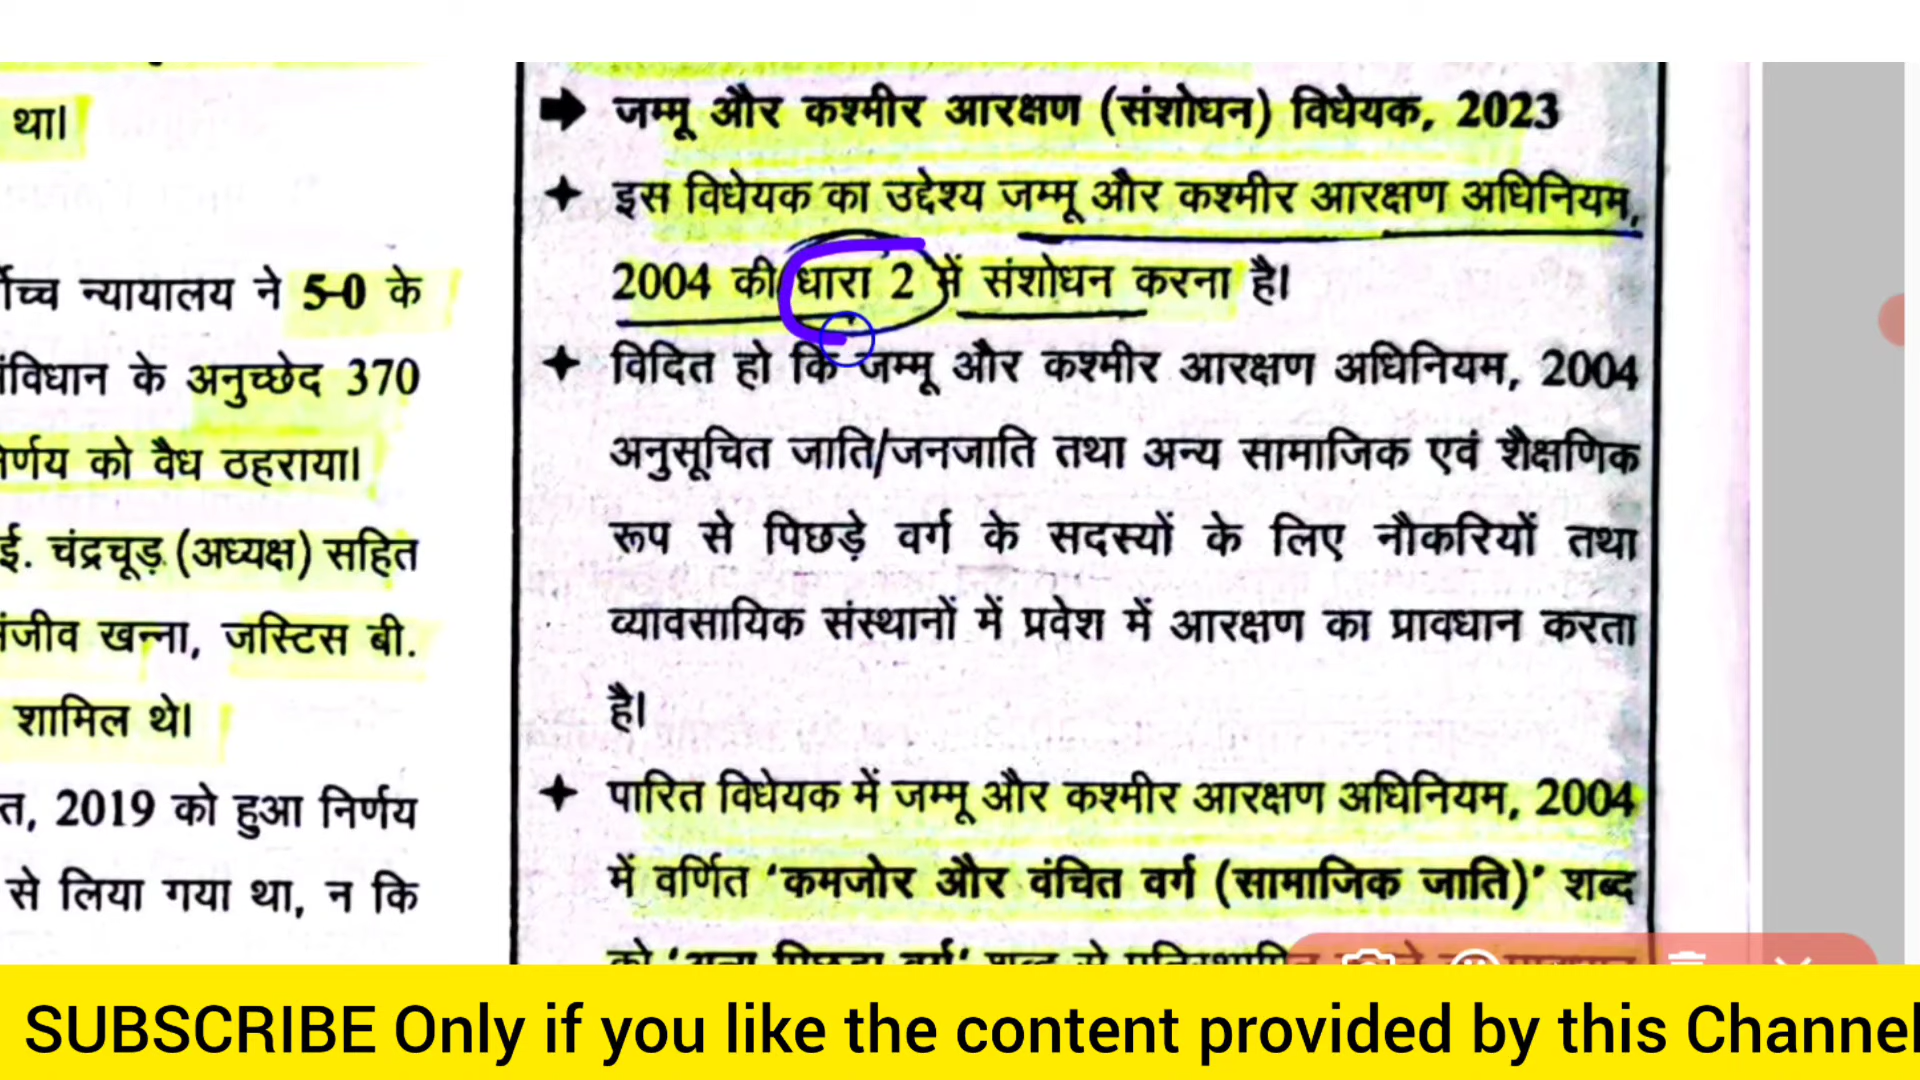 था।
ने 5-0 के
के अनुच्छेद 370
को वैध ठहराया।
ई. चंद्रचूड़ (अध्यक्ष) सहित
खन्ना, जस्टिस बी.
शामिल थे।
2019 को हुआ निर्णय
से लिया गया था, न कि
जम्मू और कश्मीर आरक्षण (संशोधन) विधेयक, 2023
इस विधेयक का उद्देश्य जम्मू और कश्मीर आरक्षण अधिनियम,
2004 की धारा 2 में संशोधन करना है।
विदित हो कि जम्मू और कश्मीर आरक्षण अधिनियम, 2004
अनुसूचित जाति/जनजाति तथा अन्य सामाजिक एवं शैक्षणिक
रूप से पिछड़े वर्ग के सदस्यों के लिए नौकरियों तथा
व्यावसायिक संस्थानों में प्रवेश में आरक्षण का प्रावधान करता
है।
पारित विधेयक में जम्मू और कश्मीर आरक्षण अधिनियम, 2004
में वर्णित ‘कमजोर और वंचित वर्ग (सामाजिक जाति)’ शब्द
SUBSCRIBE Only if you like the content provided by this Channel